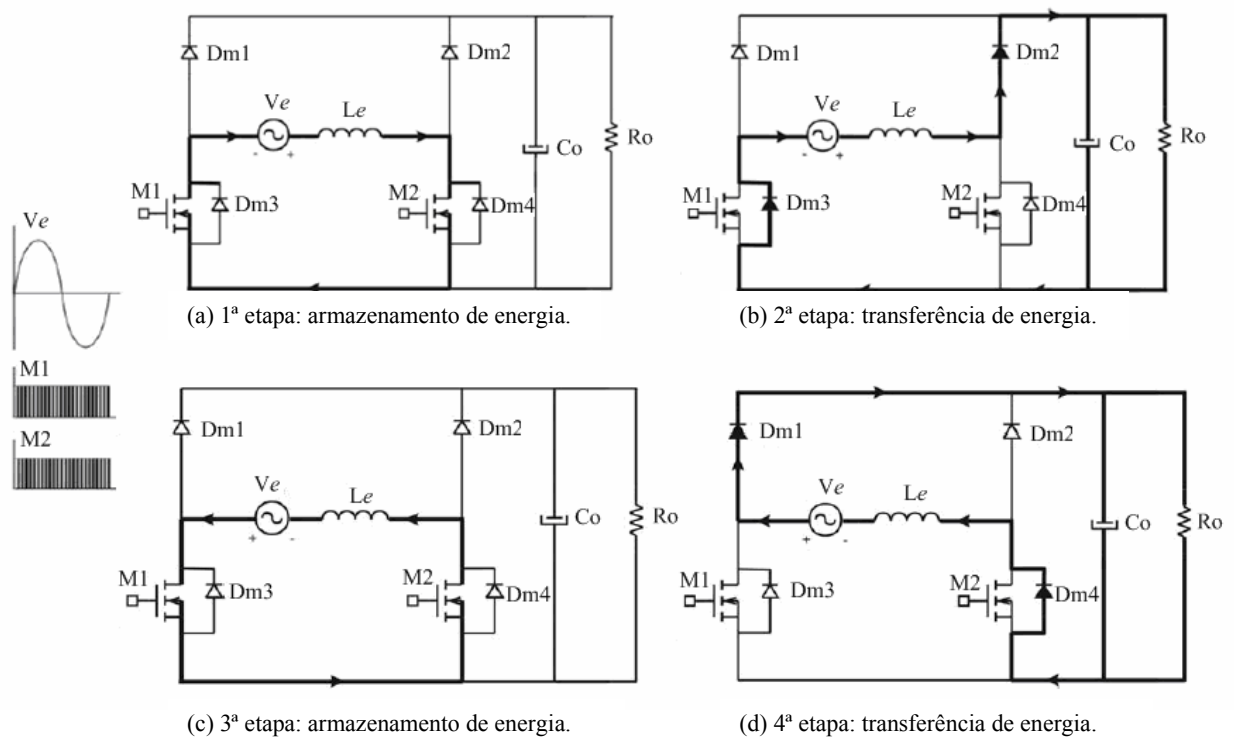 Dm1
Dm2
Ve
Le
- +
M1
Dm3
M2
Dm4
Co
Ro
(a) 1ª etapa: armazenamento de energia.
Dm1
Dm2
Ve
Le
- +
M1
Dm3
M2
Dm4
Co
Ro
(b) 2ª etapa: transferência de energia.
Ve
M1
M2
Dm1
Dm2
Ve
Le
+ -
M1
Dm3
M2
Dm4
Co
Ro
(c) 3ª etapa: armazenamento de energia.
Dm1
Dm2
Ve
Le
+ -
M1
Dm3
M2
Dm4
Co
Ro
(d) 4ª etapa: transferência de energia.